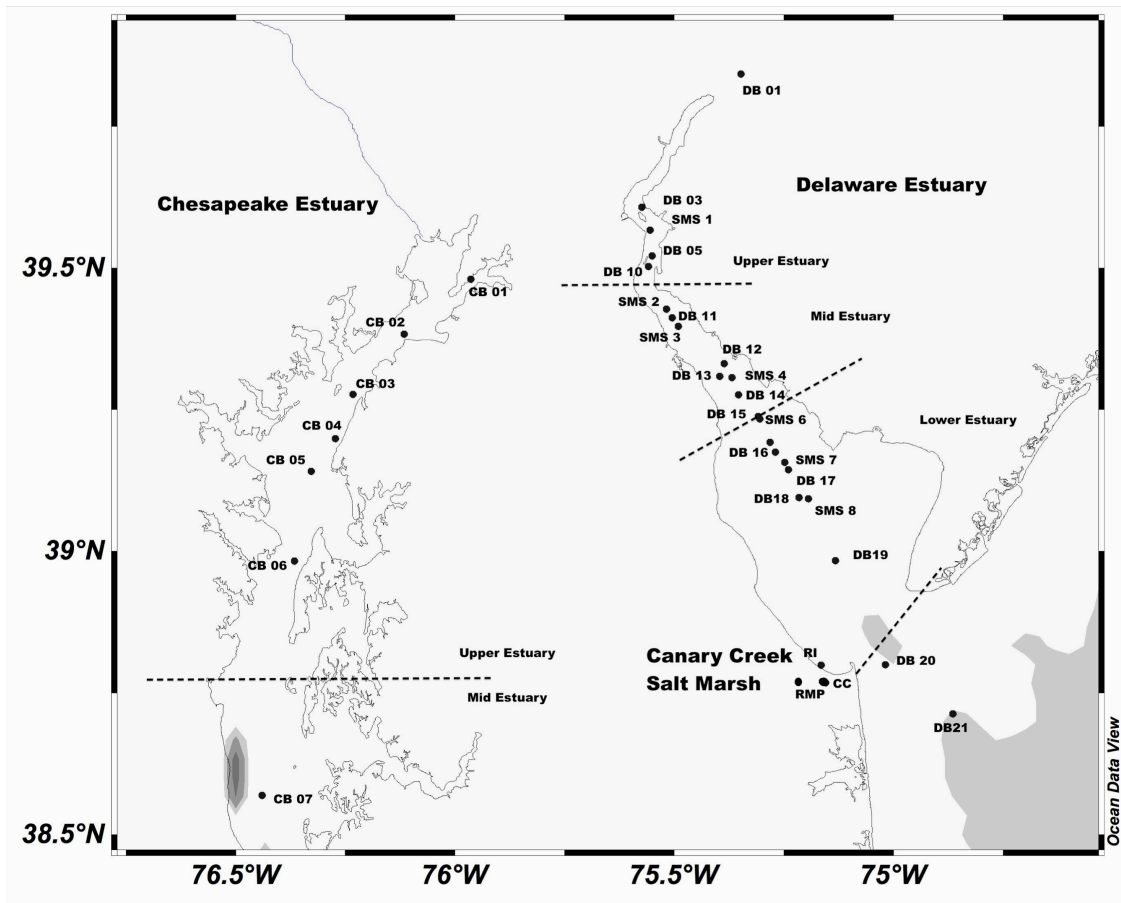 DB 01
Chesapeake Estuary
Delaware Estuary
DB 03
SMS 1
DB 05
Upper Estuary
39.5°N
DB 10
CB 01
SMS 2
Mid Estuary
DB 11
CB 02
SMS 3
DB 12
DB 13
SMS 4
CB 03
DB 14
DB 15
SMS 6
Lower Estuary
CB 04
DB 16
CB 05
SMS 7
DB 17
DB18
SMS 8
39°N
DB19
CB 06
Upper Estuary
Canary Creek
Salt Marsh
RI
DB 20
CC
RMP
Mid Estuary
DB21
CB 07
38.5°N
76.5°W
76°W
75.5°W
75°W
Ocean Data View